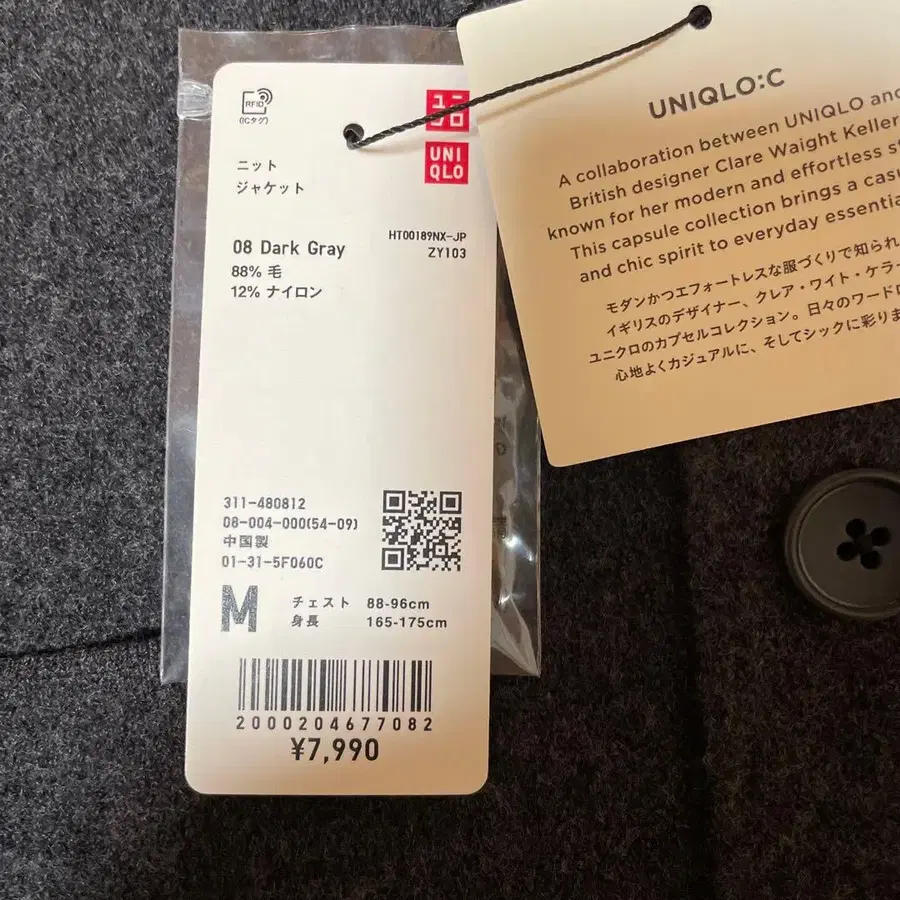 RFID
(ICタグ)
ユニ
クロ
UNI
QLO
ニット
ジャケット
HT00189NX-JP
08 Dark Gray
ZY103
88% 毛
12% ナイロン
311-480812
08-004-000(54-09)
中国製
01-31-5F060C
M
チェスト 88-96cm
身長 165-175cm
2000204677082
¥7,990
UNIQLO:C
A collaboration between UNIQLO and
British designer Clare Waight Keller
known for her modern and effortless
This capsule collection brings a
and chic spirit to everyday
モダンかつエフォートレスな服づくりで知られ
イギリスのデザイナー、クレア・ワイト・ケラー
ユニクロのカプセルコレクション。日々のワード
心地よくカジュアルに、そしてシックに彩りま